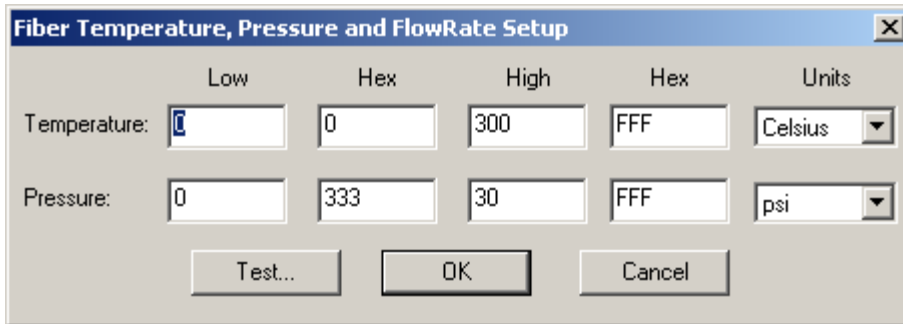 Fiber Temperature, Pressure and FlowRate Setup
Low Hex High Hex Units
Temperature: 0 0 300 FFF Celsius
Pressure: 0 333 30 FFF psi
Test... OK Cancel